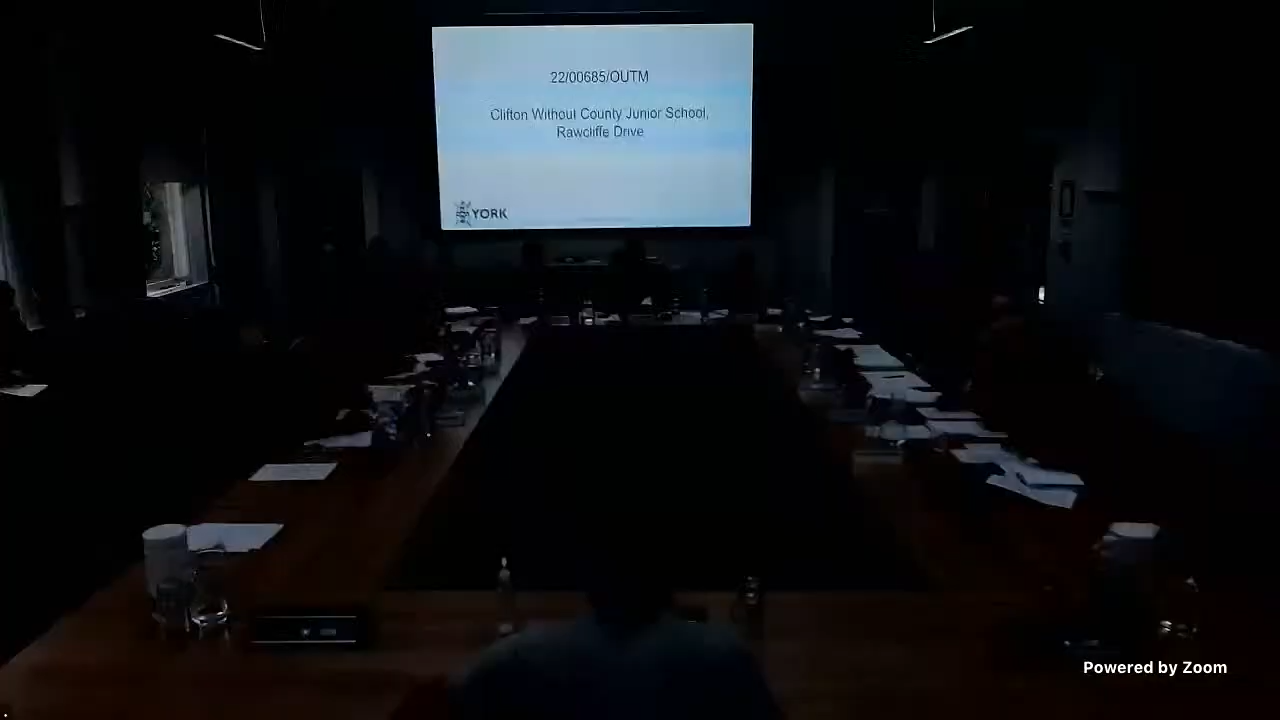 22/00685/OUTM
Clifton Without County Junior School,
Rawcliffe Drive
YORK
Powered by Zoom